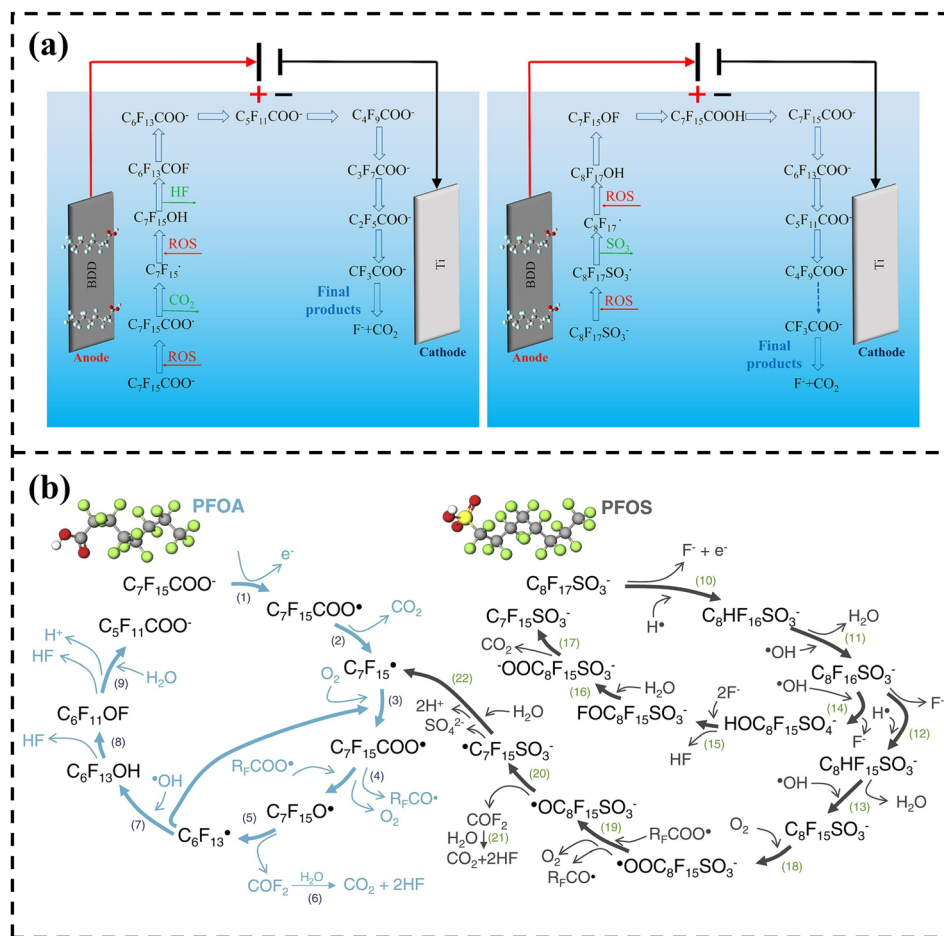 (a)
+ −
C₆F₁₃COO⁻
C₅F₁₁COO⁻
C₄F₉COO⁻
C₆F₁₃COF
C₃F₇COO⁻
HF
C₇F₁₅OH
C₂F₅COO⁻
ROS
C₇F₁₅·
CF₃COO⁻
CO₂
Final
products
C₇F₁₅COO⁻
F⁻+CO₂
ROS
C₇F₁₅COO⁻
BDD
Anode
Ti
Cathode
+ −
C₇F₁₅OF
C₇F₁₅COOH
C₇F₁₅COO⁻
C₈F₁₇OH
C₆F₁₃COO⁻
ROS
C₈F₁₇·
C₅F₁₁COO⁻
SO₃
C₈F₁₇SO₃·
C₄F₉COO⁻
ROS
C₈F₁₇SO₃⁻
CF₃COO⁻
Final
products
F⁻+CO₂
BDD
Anode
Ti
Cathode
(b)
PFOA
C₇F₁₅COO⁻
e⁻
(1)
C₇F₁₅COO•
CO₂
(2)
C₇F₁₅•
O₂
(3)
C₇F₁₅COO•
R_FCOO•
(4)
R_FCO•
O₂
C₇F₁₅O•
(5)
COF₂
H₂O
(6)
CO₂ + 2HF
C₆F₁₃•
•OH
(7)
C₆F₁₃OH
HF
(8)
C₆F₁₁OF
H₂O
(9)
HF
H⁺
C₅F₁₁COO⁻
PFOS
C₈F₁₇SO₃⁻
F⁻ + e⁻
(10)
H•
C₈HF₁₆SO₃⁻
H₂O
(11)
•OH
C₈F₁₆SO₃⁻
F⁻
H•
(12)
C₈HF₁₅SO₃⁻
•OH
(13)
H₂O
C₈F₁₅SO₃⁻
•OH
(14)
F⁻
HOC₈F₁₅SO₄⁻
2F⁻
(15)
HF
FOC₈F₁₅SO₃⁻
H₂O
(16)
⁻OOC₈F₁₅SO₃⁻
CO₂
(17)
C₇F₁₅SO₃⁻
O₂
(18)
•OOC₈F₁₅SO₃⁻
R_FCOO•
(19)
O₂
R_FCO•
•OC₈F₁₅SO₃⁻
(20)
COF₂
H₂O
(21)
CO₂+2HF
•C₇F₁₅SO₃⁻
H₂O
(22)
2H⁺
SO₄²⁻